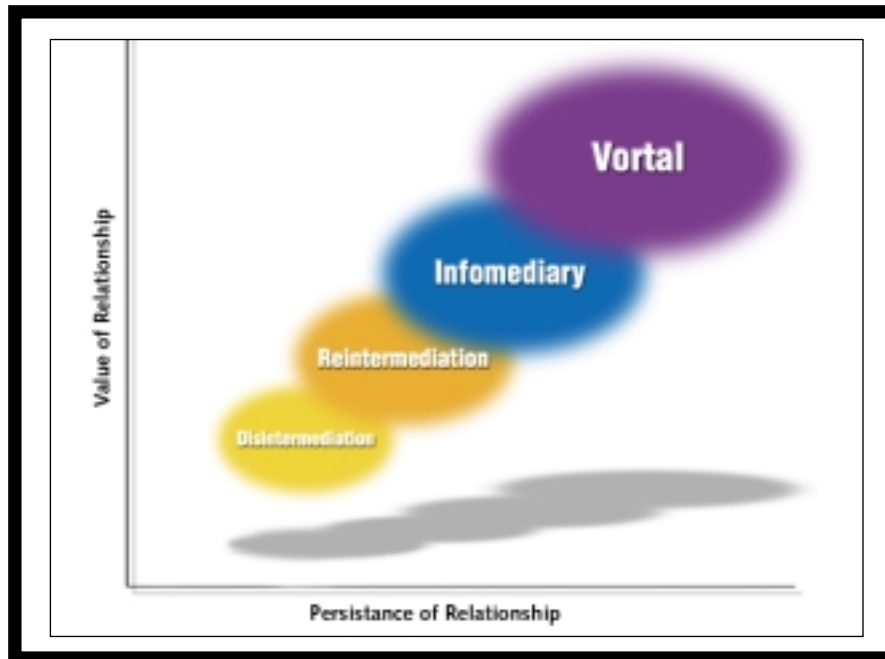 Vortal
Infomediary
Reintermediation
Disintermediation
Value of Relationship
Persistance of Relationship